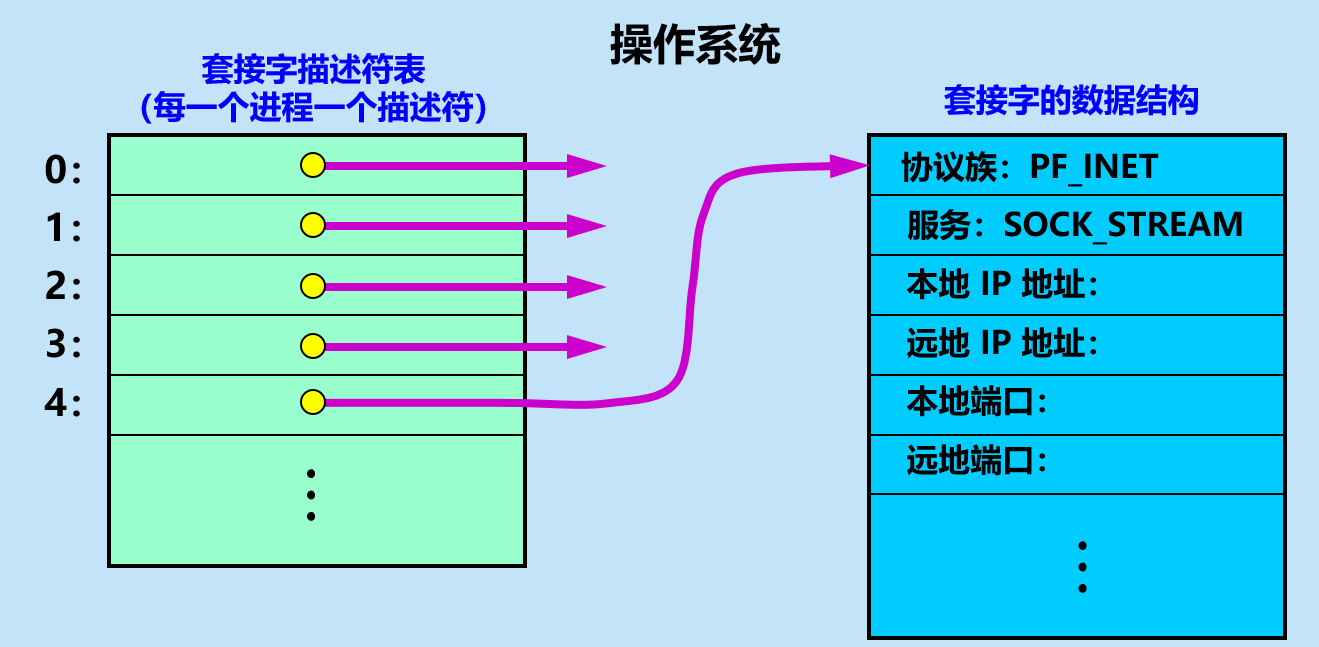 操作系统
套接字描述符表
（每一个进程一个描述符）
0：
1：
2：
3：
4：
套接字的数据结构
协议族：PF_INET
服务：SOCK_STREAM
本地 IP 地址：
远地 IP 地址：
本地端口：
远地端口：